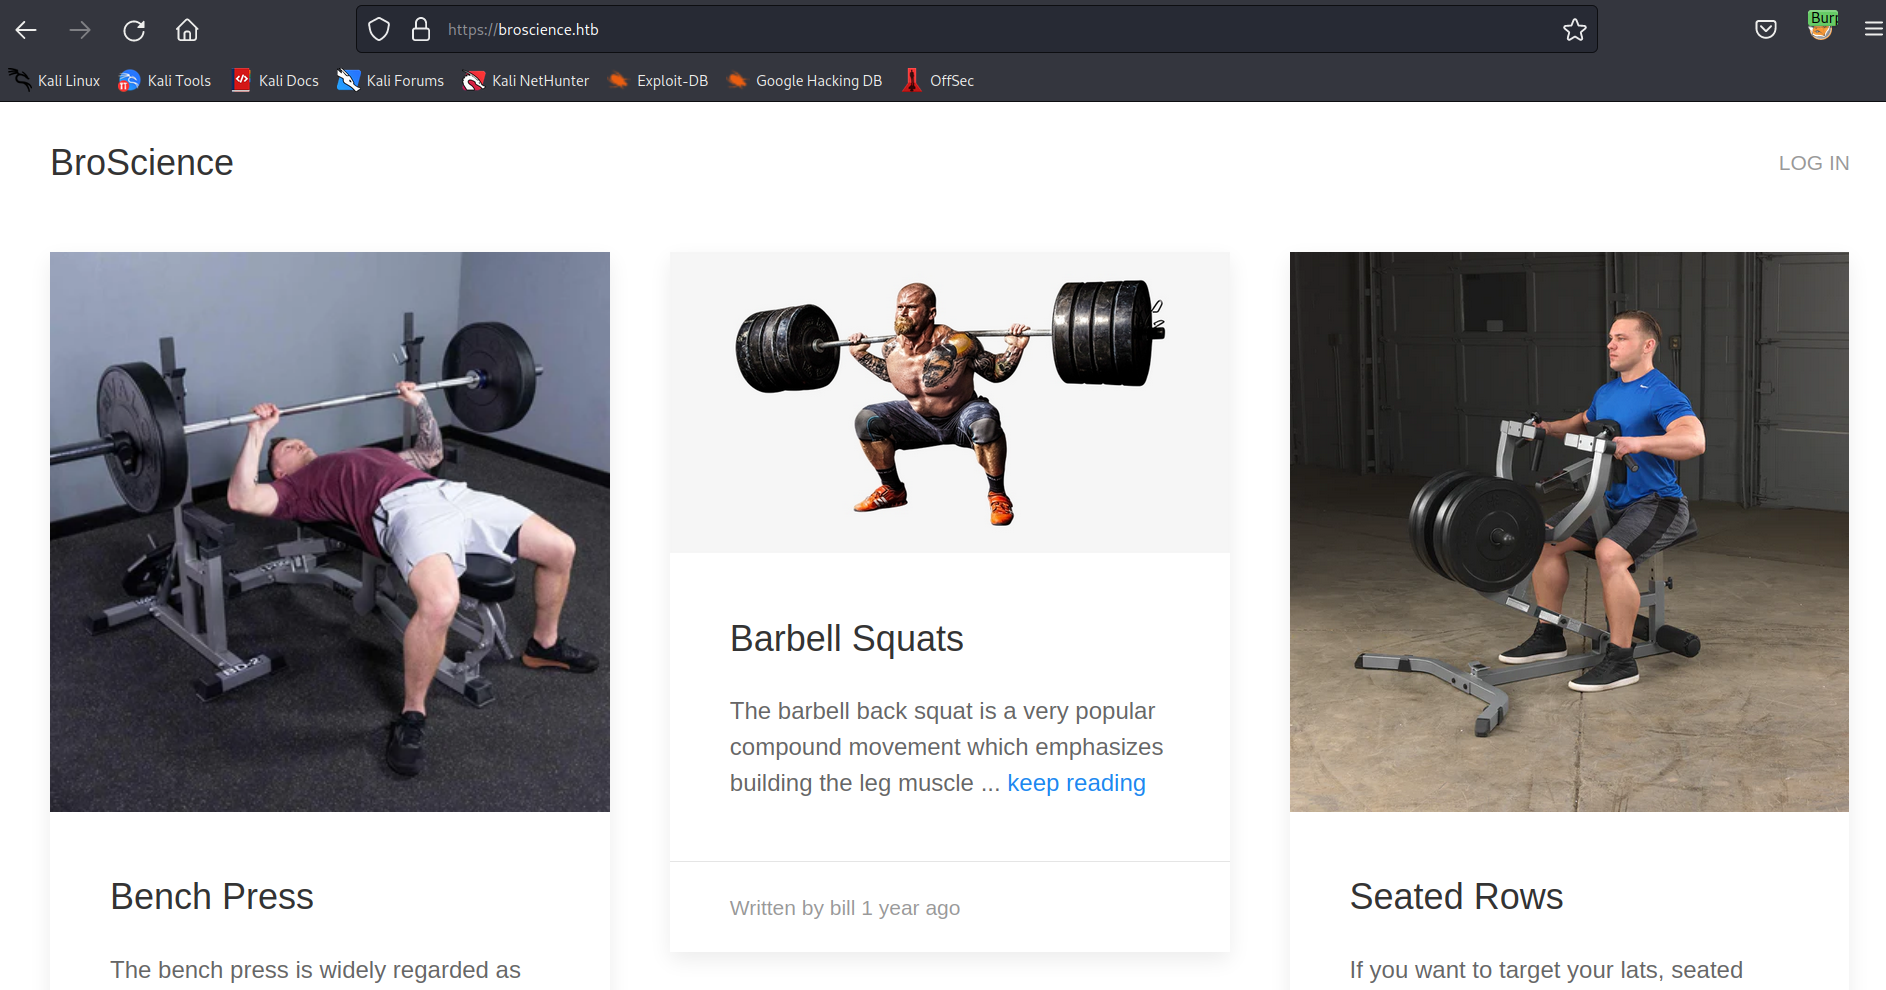 https://broscience.htb
Burp
Kali Linux
Kali Tools
Kali Docs
Kali Forums
Kali NetHunter
Exploit-DB
Google Hacking DB
OffSec
BroScience
LOG IN
BD-2
Bench Press
The bench press is widely regarded as
Barbell Squats
The barbell back squat is a very popular
compound movement which emphasizes
building the leg muscle ... keep reading
Written by bill 1 year ago
Seated Rows
If you want to target your lats, seated